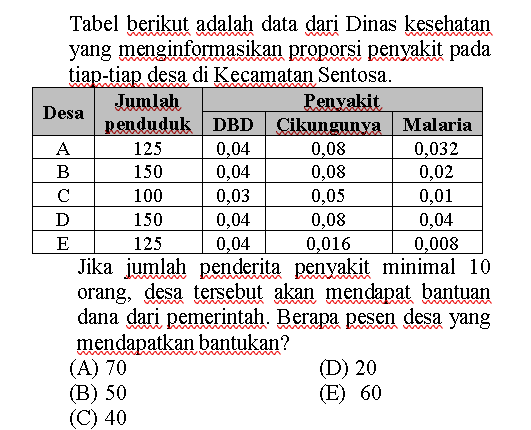 Tabel berikut adalah data dari Dinas kesehatan
yang menginformasikan proporsi penyakit pada
tiap-tiap desa di Kecamatan Sentosa.
Desa Jumlah penduduk Penyakit
DBD Cikungunya Malaria
A 125 0,04 0,08 0,032
B 150 0,04 0,08 0,02
C 100 0,03 0,05 0,01
D 150 0,04 0,08 0,04
E 125 0,04 0,016 0,008
Jika jumlah penderita penyakit minimal 10
orang, desa tersebut akan mendapat bantuan
dana dari pemerintah. Berapa pesen desa yang
mendapatkan bantukan?
(A) 70 (D) 20
(B) 50 (E) 60
(C) 40